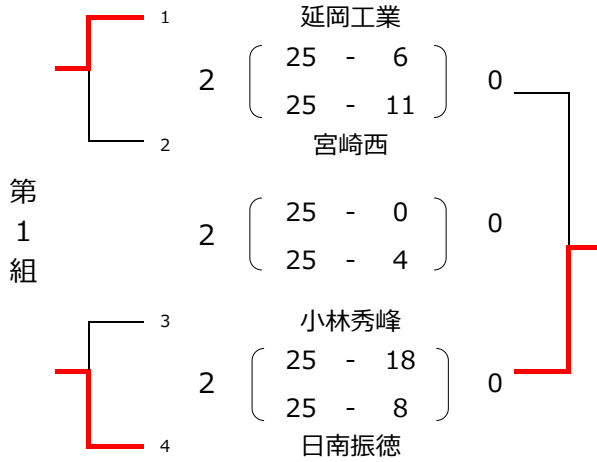 1 延岡工業
2 25 - 6 0
25 - 11
2 宮崎西
第1組
2 25 - 0 0
25 - 4
3 小林秀峰
2 25 - 18 0
25 - 8
4 日南振徳